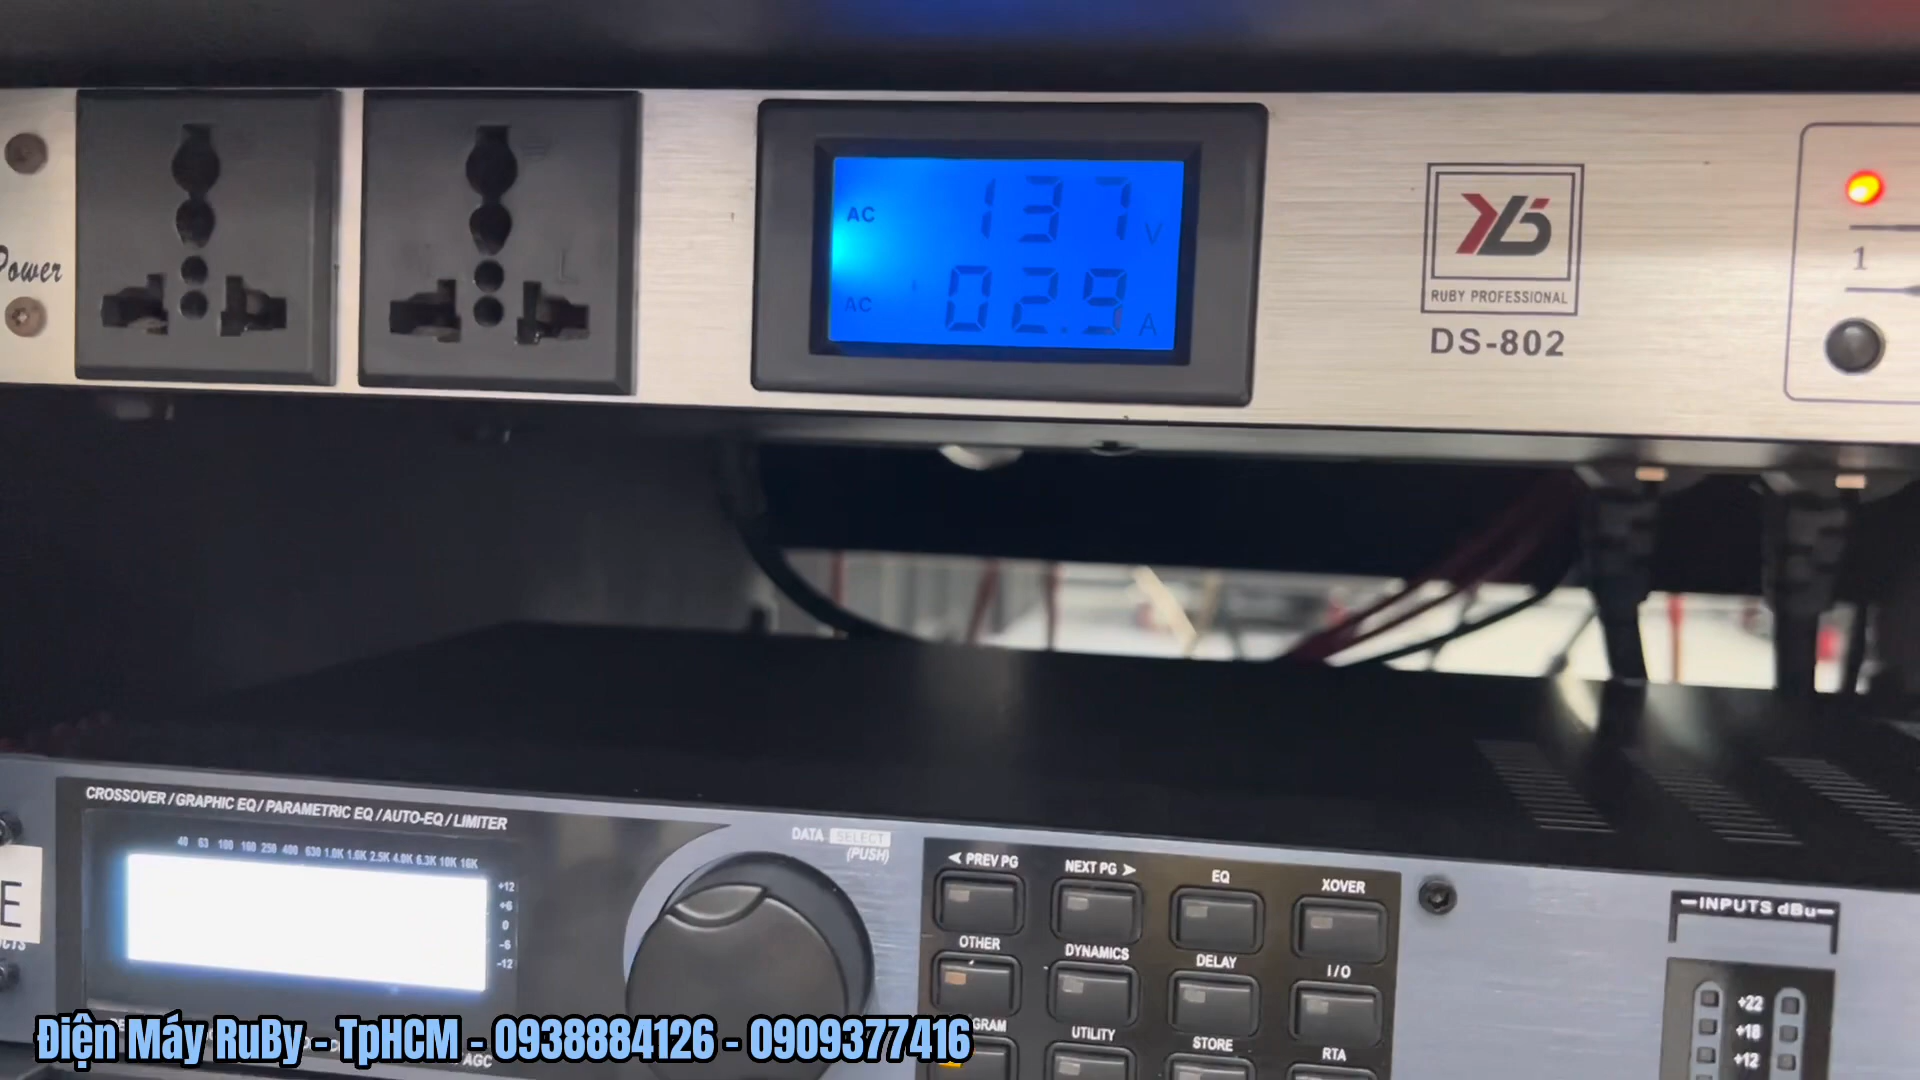 Power
L
AC 137 V
AC 02.9 A
RUBY PROFESSIONAL
DS-802
1
CROSSOVER / GRAPHIC EQ / PARAMETRIC EQ / AUTO-EQ / LIMITER
40 63 100 160 250 400 630 1.0K 1.6K 2.5K 4.0K 6.3K 10K 16K
+12
+6
0
-6
-12
DATA SELECT
(PUSH)
PREV PG
NEXT PG
EQ
XOVER
OTHER
DYNAMICS
DELAY
I/O
UTILITY
STORE
RTA
INPUTS dBu
+22
+18
+12
E
AGC
Điện Máy RuBy - TpHCM - 0938884126 - 0909377416